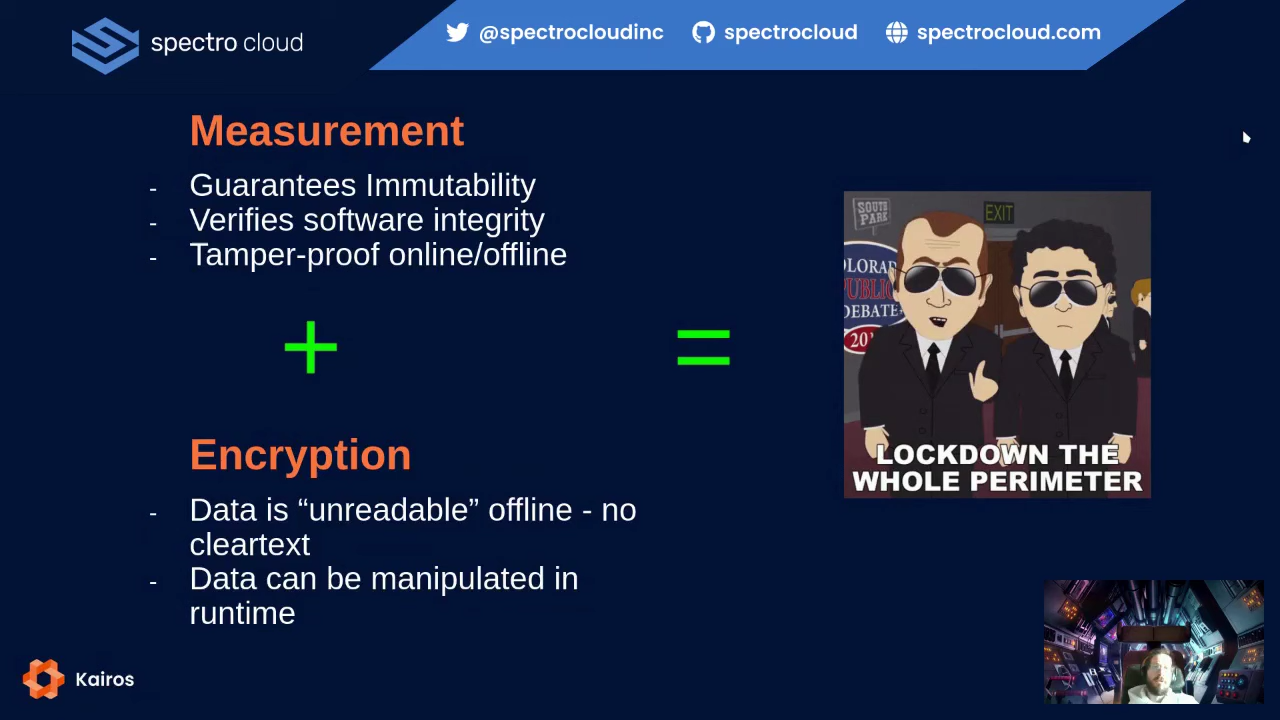 spectro cloud
@spectrocloudinc
spectrocloud
spectrocloud.com
Measurement
- Guarantees Immutability
- Verifies software integrity
- Tamper-proof online/offline
+
=
SOUTH
PARK
EXIT
DEBATE
LOCKDOWN THE
WHOLE PERIMETER
Encryption
- Data is “unreadable” offline - no
cleartext
- Data can be manipulated in
runtime
Kairos